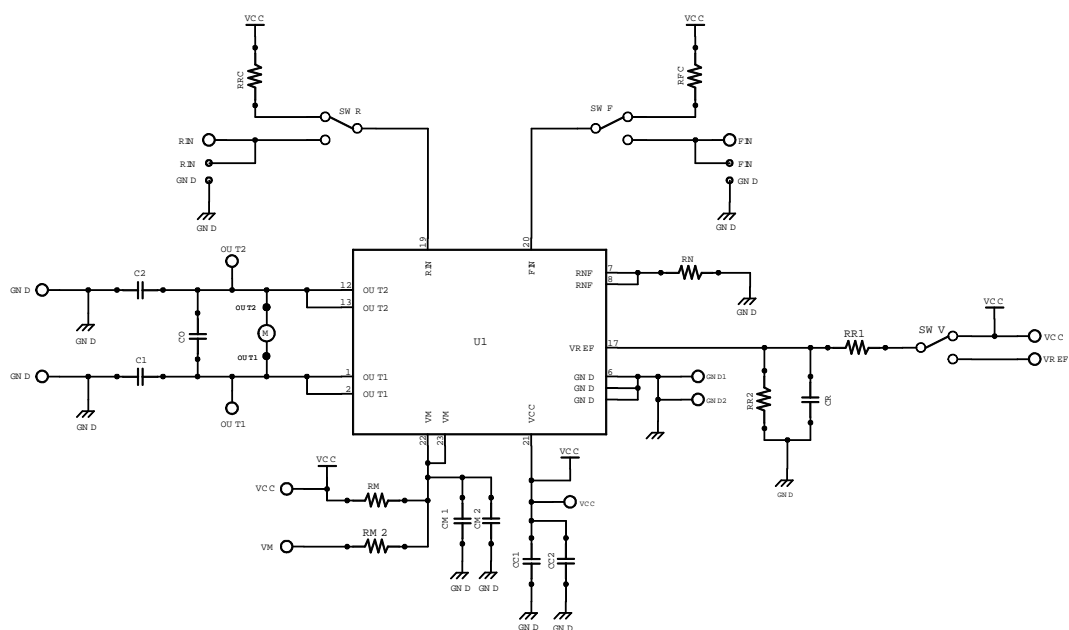 VCC
VCC
RRC
RFC
SW R
SW F
RIN
FIN
RIN
FIN
GND
GND
GND
GND
19
20
RIN
FIN
OUT2
C2
GND
12
OUT2
13
OUT2
GND
CO
OUT2
M
OUT1
C1
GND
1
OUT1
2
OUT1
GND
OUT1
U1
RNF
7
RNF
8
RN
GND
VREF
17
RR1
SW V
VCC
VCC
VREF
GND
6
GND
GND
GND1
GND2
RR2
CR
GND
VM
VM
VCC
22
23
21
VCC
VCC
RM
VM
RM2
CM1
CM2
GND
GND
VCC
VCC
CC1
CC2
GND
GND